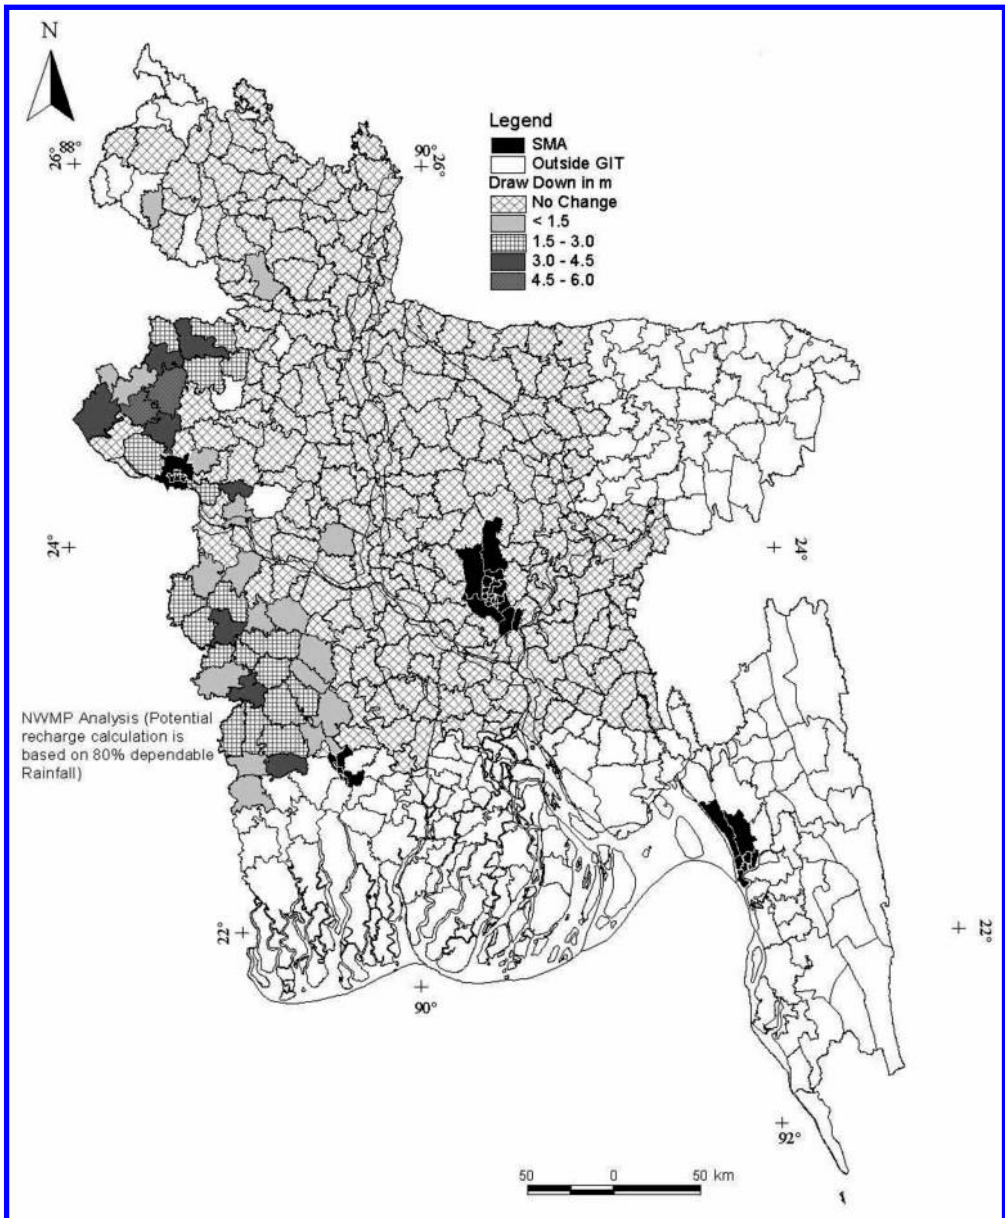 N
26° 88°
90° 26°
Legend
SMA
Outside GIT
Draw Down in m
No Change
< 1.5
1.5 - 3.0
3.0 - 4.5
4.5 - 6.0
24°
24°
NWMP Analysis (Potential
recharge calculation is
based on 80% dependable
Rainfall)
22°
22°
90°
92°
50 0 50 km